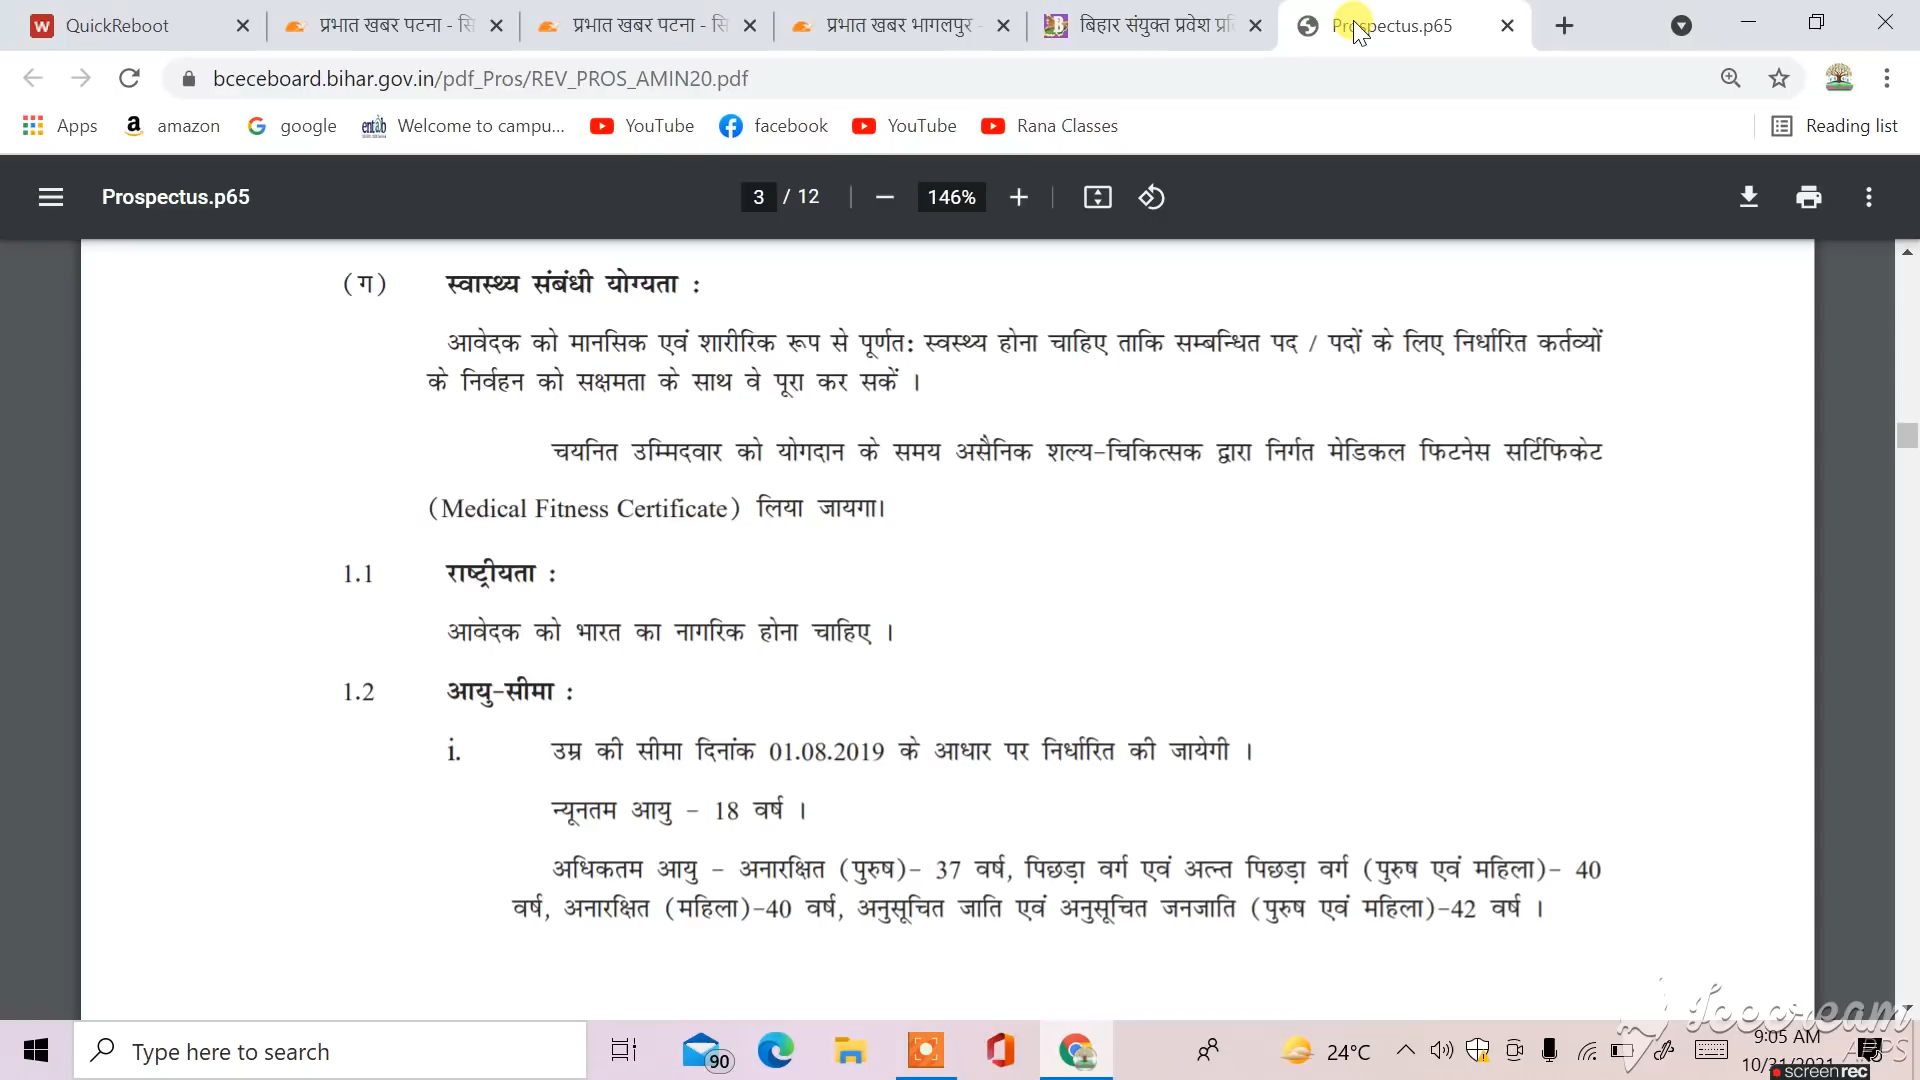 QuickReboot
प्रभात खबर पटना - सि
प्रभात खबर पटना - सि
प्रभात खबर भागलपुर -
बिहार संयुक्त प्रवेश प्रति
Prospectus.p65
bceceboard.bihar.gov.in/pdf_Pros/REV_PROS_AMIN20.pdf
Apps
amazon
google
Welcome to campu...
YouTube
facebook
YouTube
Rana Classes
Reading list
Prospectus.p65
3 / 12
146%
(ग) स्वास्थ्य संबंधी योग्यता :
आवेदक को मानसिक एवं शारीरिक रूप से पूर्णत: स्वस्थ्य होना चाहिए ताकि सम्बन्धित पद / पदों के लिए निर्धारित कर्तव्यों
के निर्वहन को सक्षमता के साथ वे पूरा कर सकें ।
चयनित उम्मिदवार को योगदान के समय असैनिक शल्य-चिकित्सक द्वारा निर्गत मेडिकल फिटनेस सर्टिफिकेट
(Medical Fitness Certificate) लिया जायगा।
1.1 राष्ट्रीयता :
आवेदक को भारत का नागरिक होना चाहिए ।
1.2 आयु-सीमा :
i. उम्र की सीमा दिनांक 01.08.2019 के आधार पर निर्धारित की जायेगी ।
न्यूनतम आयु - 18 वर्ष ।
अधिकतम आयु - अनारक्षित (पुरुष)- 37 वर्ष, पिछड़ा वर्ग एवं अत्न्त पिछड़ा वर्ग (पुरुष एवं महिला)- 40
वर्ष, अनारक्षित (महिला)-40 वर्ष, अनुसूचित जाति एवं अनुसूचित जनजाति (पुरुष एवं महिला)-42 वर्ष ।
Icecream
APPS
Type here to search
90
24°C
9:05 AM
10/31/2021
screenrec